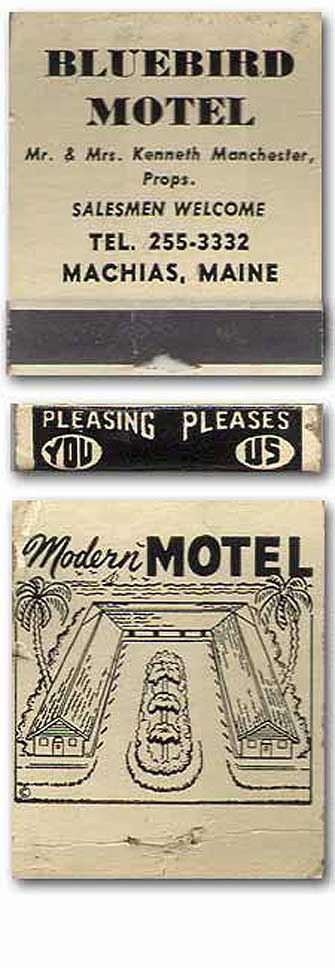 BLUEBIRD
MOTEL
Mr. & Mrs. Kenneth Manchester,
Props.
SALESMEN WELCOME
TEL. 255-3332
MACHIAS, MAINE
PLEASING PLEASES
YOU US
Modern MOTEL
©